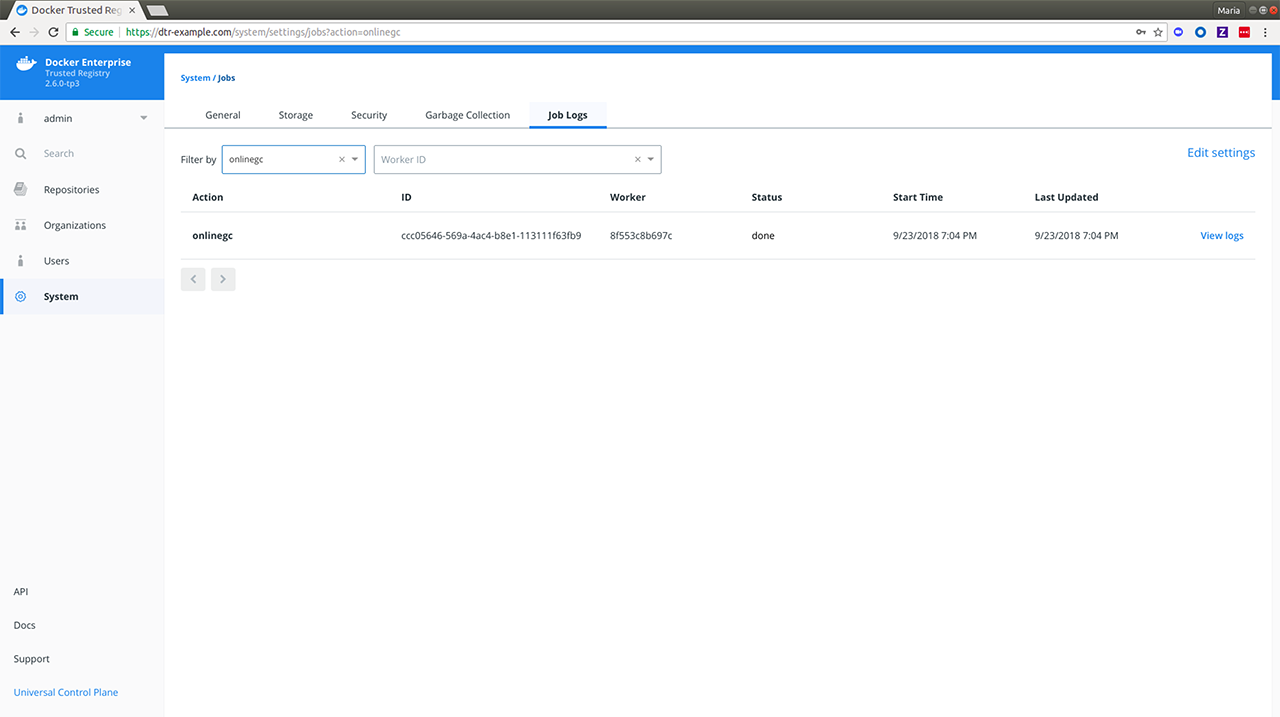 Docker Trusted Reg
Maria
Secure
https://dtr-example.com/system/settings/jobs?action=onlinegc
Z
Docker Enterprise
Trusted Registry
2.6.0-tp3
admin
Search
Repositories
Organizations
Users
System
API
Docs
Support
Universal Control Plane
System / Jobs
General Storage Security Garbage Collection Job Logs
Filter by onlinegc Worker ID
Edit settings
Action ID Worker Status Start Time Last Updated
onlinegc ccc05646-569a-4ac4-b8e1-113111f63fb9 8f553c8b697c done 9/23/2018 7:04 PM 9/23/2018 7:04 PM View logs